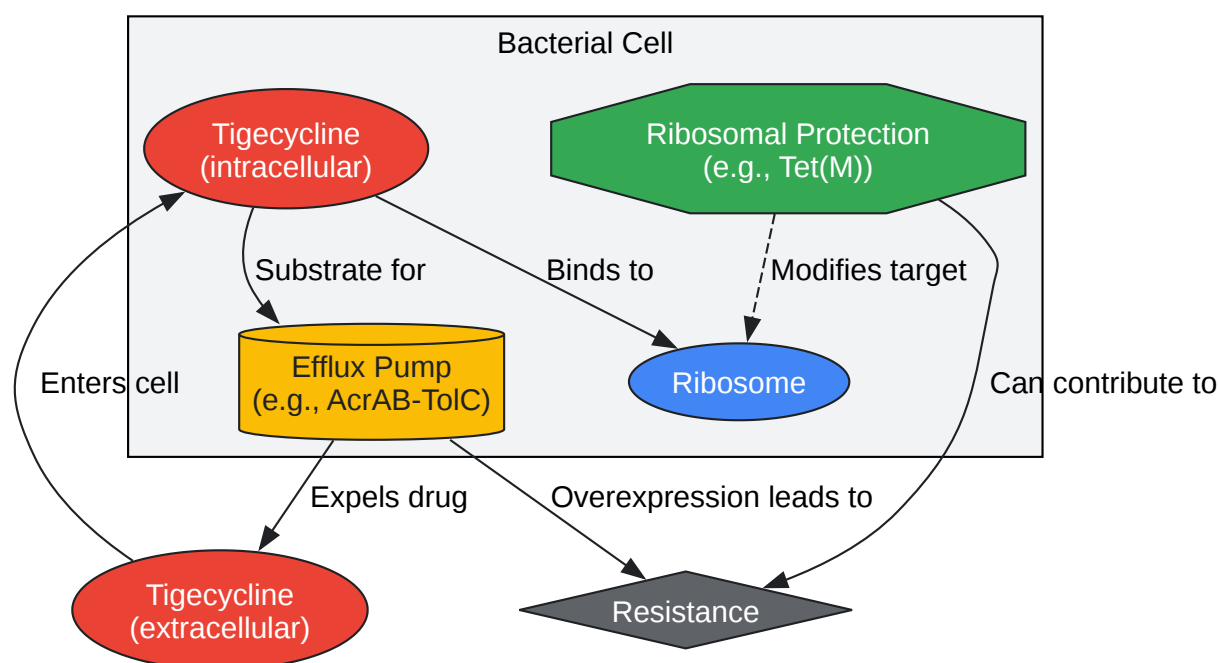 Bacterial Cell
Tigecycline
(intracellular)
Ribosomal Protection
(e.g., Tet(M))
Substrate for
Binds to
Modifies target
Enters cell
Efflux Pump
(e.g., AcrAB-TolC)
Ribosome
Can contribute to
Expels drug
Overexpression leads to
Tigecycline
(extracellular)
Resistance